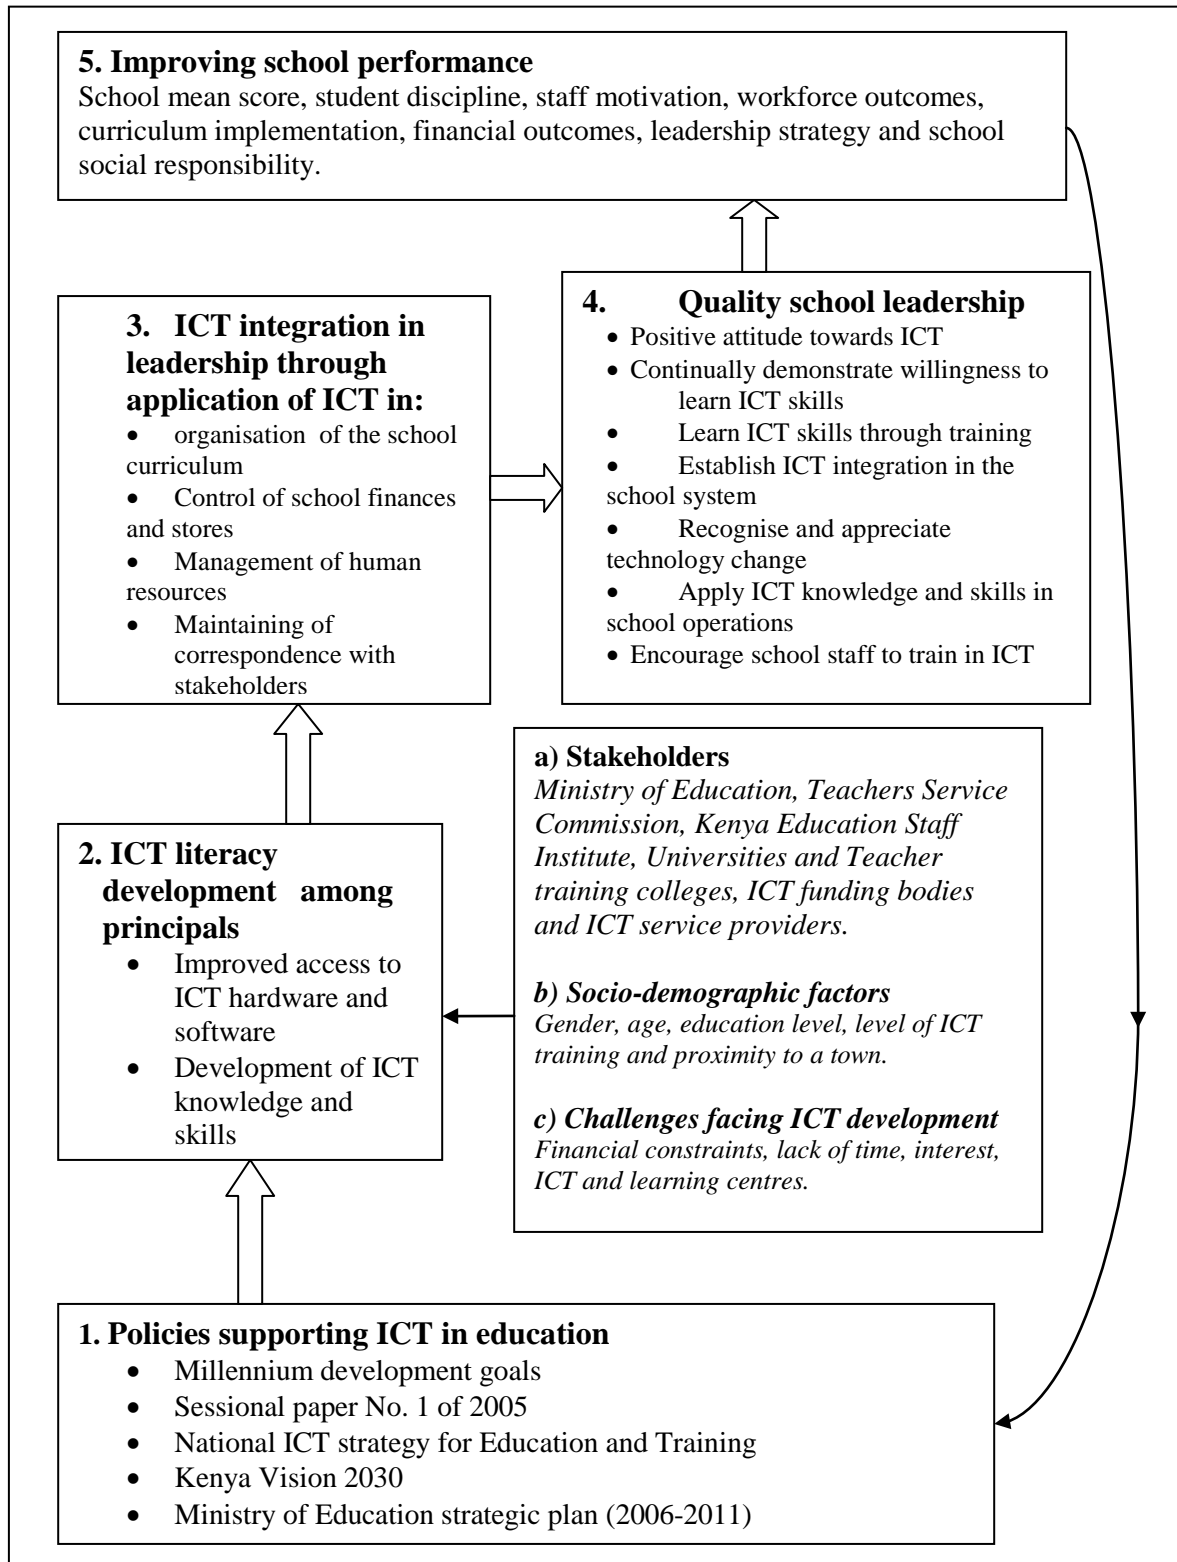 5. Improving school performance
School mean score, student discipline, staff motivation, workforce outcomes,
curriculum implementation, financial outcomes, leadership strategy and school
social responsibility.
3. ICT integration in
leadership through
application of ICT in:
• organisation of the school
curriculum
• Control of school finances
and stores
• Management of human
resources
• Maintaining of
correspondence with
stakeholders
4. Quality school leadership
• Positive attitude towards ICT
• Continually demonstrate willingness to
learn ICT skills
• Learn ICT skills through training
• Establish ICT integration in the
school system
• Recognise and appreciate
technology change
• Apply ICT knowledge and skills in
school operations
• Encourage school staff to train in ICT
2. ICT literacy
development among
principals
• Improved access to
ICT hardware and
software
• Development of ICT
knowledge and
skills
a) Stakeholders
Ministry of Education, Teachers Service
Commission, Kenya Education Staff
Institute, Universities and Teacher
training colleges, ICT funding bodies
and ICT service providers.
b) Socio-demographic factors
Gender, age, education level, level of ICT
training and proximity to a town.
c) Challenges facing ICT development
Financial constraints, lack of time, interest,
ICT and learning centres.
1. Policies supporting ICT in education
• Millennium development goals
• Sessional paper No. 1 of 2005
• National ICT strategy for Education and Training
• Kenya Vision 2030
• Ministry of Education strategic plan (2006-2011)